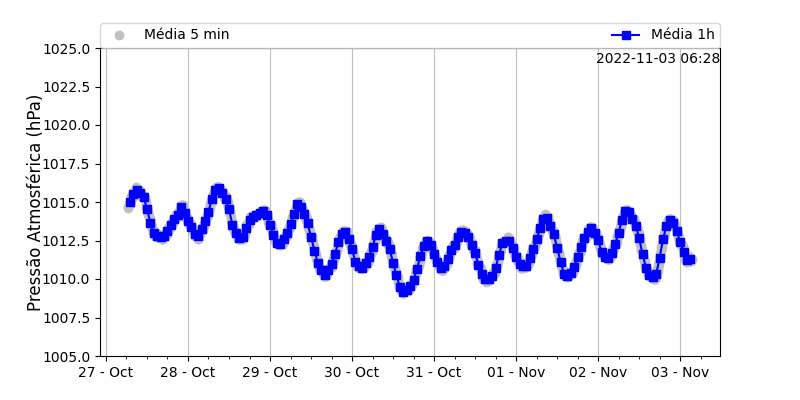 Média 5 min
Média 1h
2022-11-03 06:28
Pressão Atmosférica (hPa)
1025.0
1022.5
1020.0
1017.5
1015.0
1012.5
1010.0
1007.5
1005.0
27 - Oct
28 - Oct
29 - Oct
30 - Oct
31 - Oct
01 - Nov
02 - Nov
03 - Nov